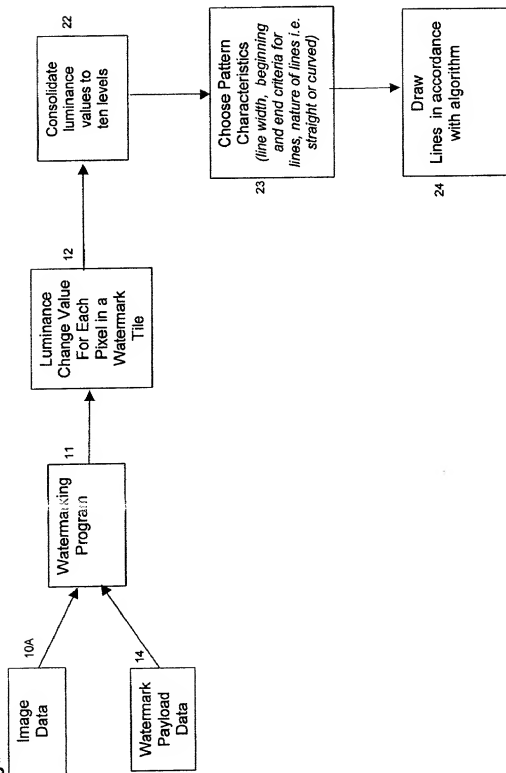 Image
Data
10A
Watermark
Payload
Data
14
Watermarking
Program
11
Luminance
Change Value
For Each
Pixel in a
Watermark
Tile
12
Consolidate
luminance
values to
ten levels
22
Choose Pattern
Characteristics
(line width, beginning
and end criteria for
lines, nature of lines i.e.
straight or curved)
23
Draw
Lines in accordance
with algorithm
24